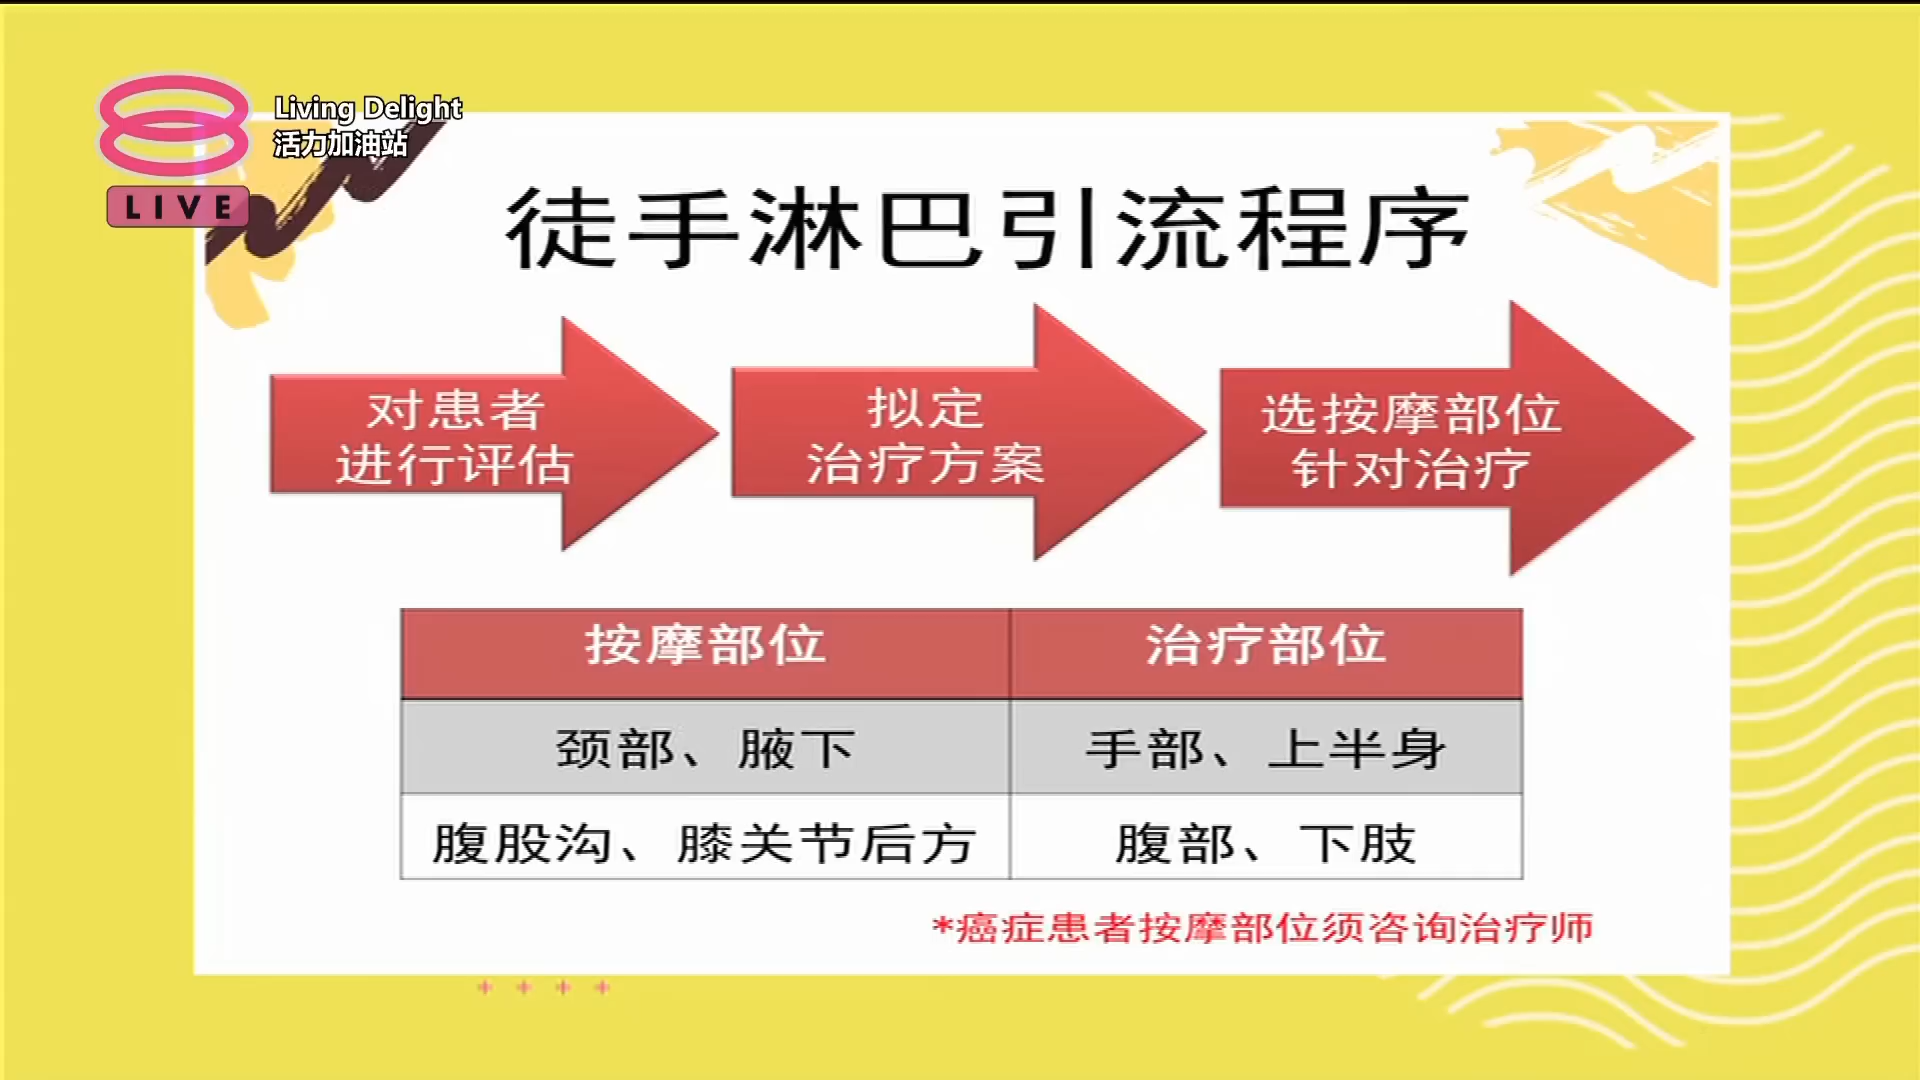 Living Delight
活力加油站
LIVE
徒手淋巴引流程序
对患者
进行评估
拟定
治疗方案
选按摩部位
针对治疗
按摩部位 治疗部位
颈部、腋下 手部、上半身
腹股沟、膝关节后方 腹部、下肢
*癌症患者按摩部位须咨询治疗师